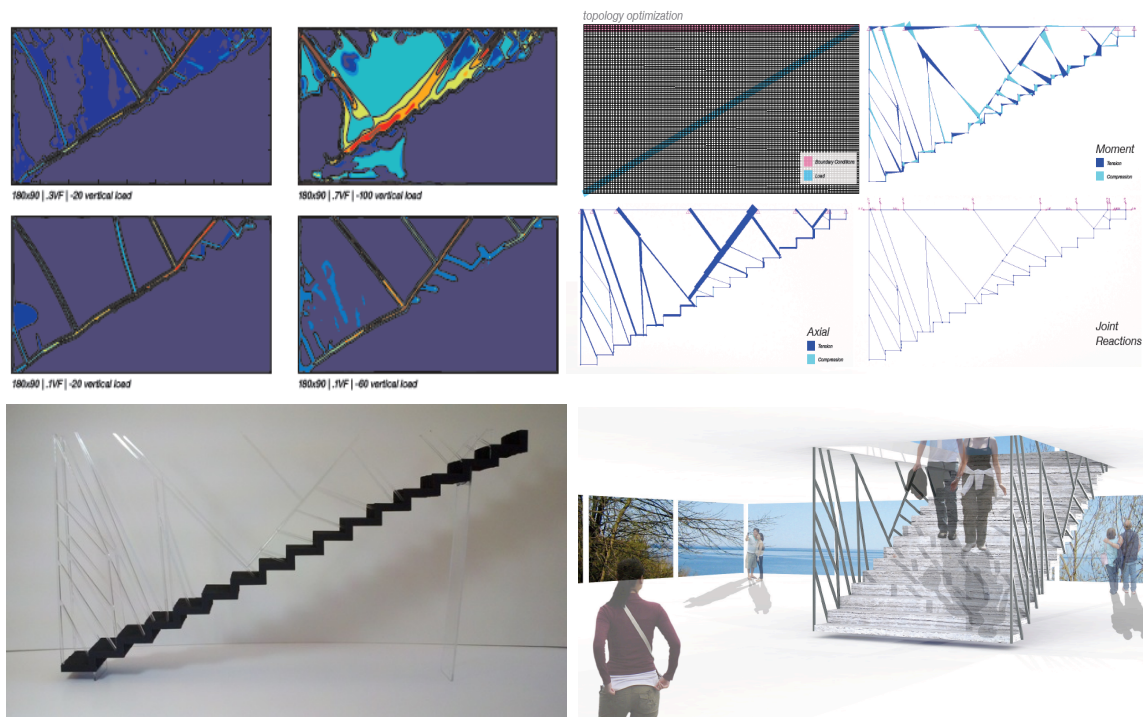 topology optimization
180x90 | .3VF | -20 vertical load
180x90 | .7VF | -100 vertical load
Boundary Conditions
Load
Moment
Tension
Compression
180x90 | .1VF | -20 vertical load
180x90 | .1VF | -60 vertical load
Axial
Tension
Compression
Joint
Reactions